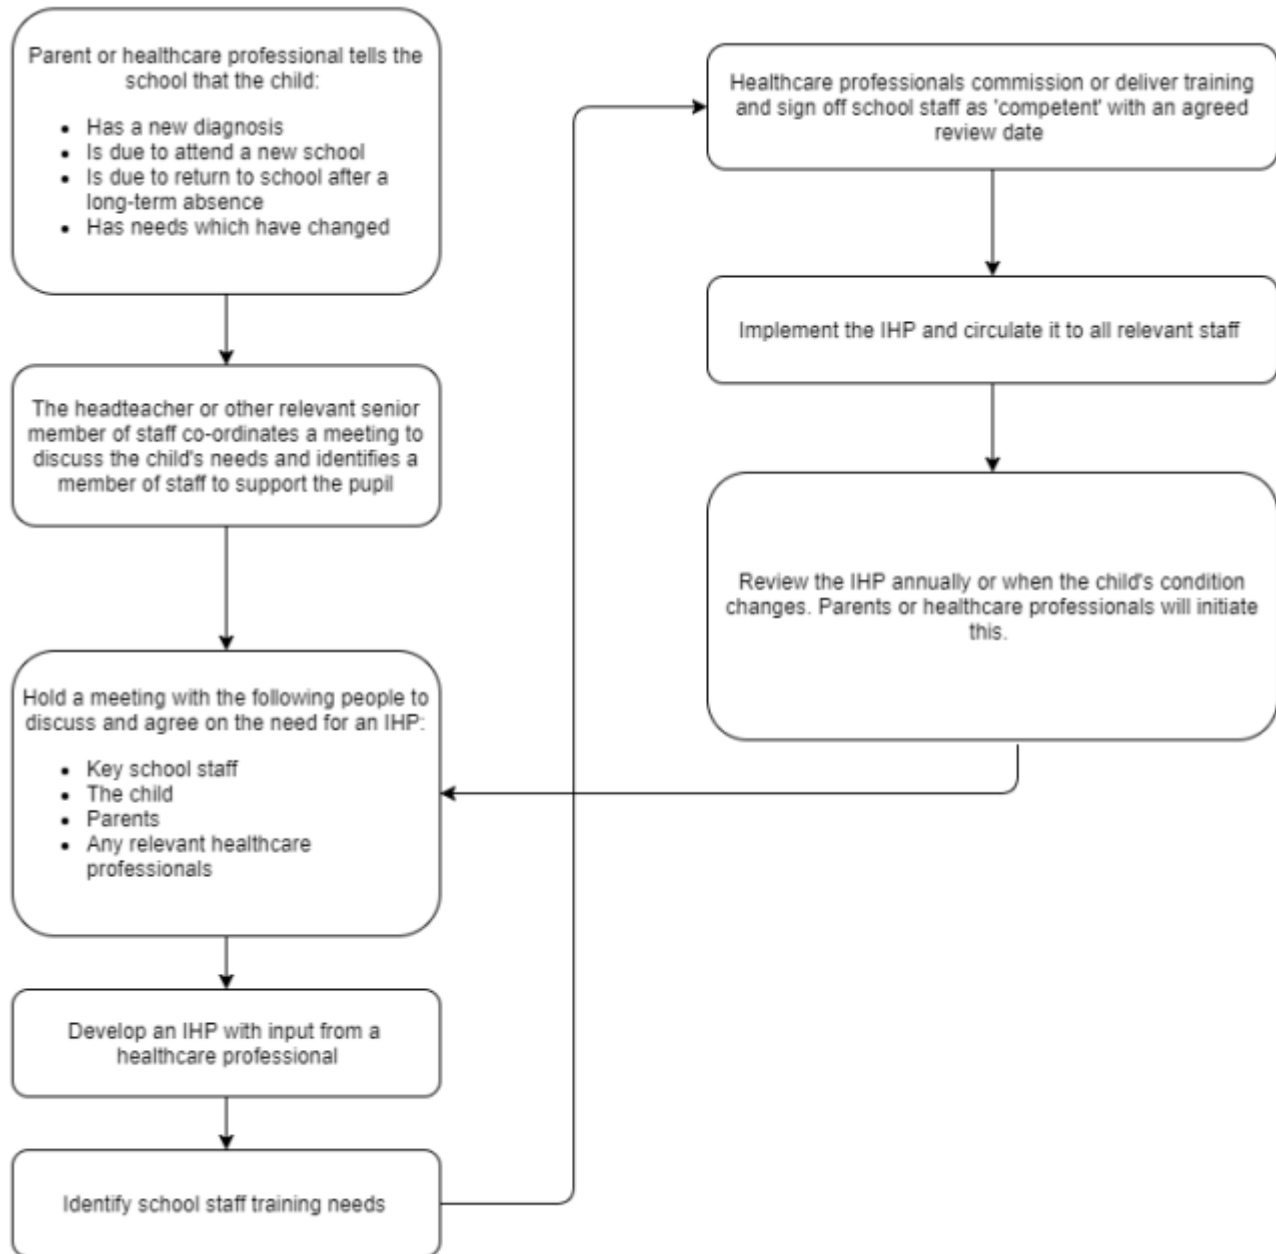 Parent or healthcare professional tells the
school that the child:
• Has a new diagnosis
• Is due to attend a new school
• Is due to return to school after a
long-term absence
• Has needs which have changed
The headteacher or other relevant senior
member of staff co-ordinates a meeting to
discuss the child's needs and identifies a
member of staff to support the pupil
Hold a meeting with the following people to
discuss and agree on the need for an IHP:
• Key school staff
• The child
• Parents
• Any relevant healthcare
professionals
Develop an IHP with input from a
healthcare professional
Identify school staff training needs
Healthcare professionals commission or deliver training
and sign off school staff as 'competent' with an agreed
review date
Implement the IHP and circulate it to all relevant staff
Review the IHP annually or when the child's condition
changes. Parents or healthcare professionals will initiate
this.